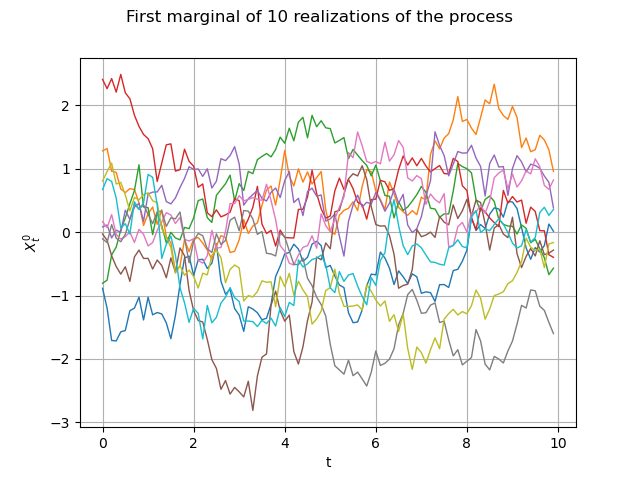 First marginal of 10 realizations of the process
2
1
0
−1
−2
−3
X_t^0
0 2 4 6 8 10
t